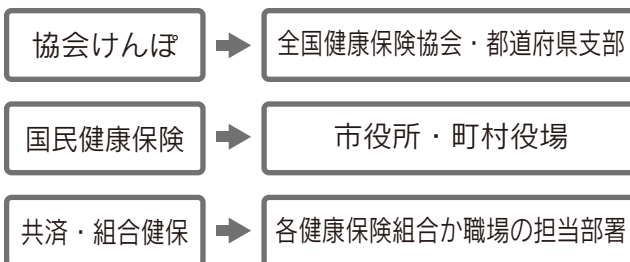 協会けんぽ
全国健康保険協会・都道府県支部
国民健康保険
市役所・町村役場
共済・組合健保
各健康保険組合か職場の担当部署